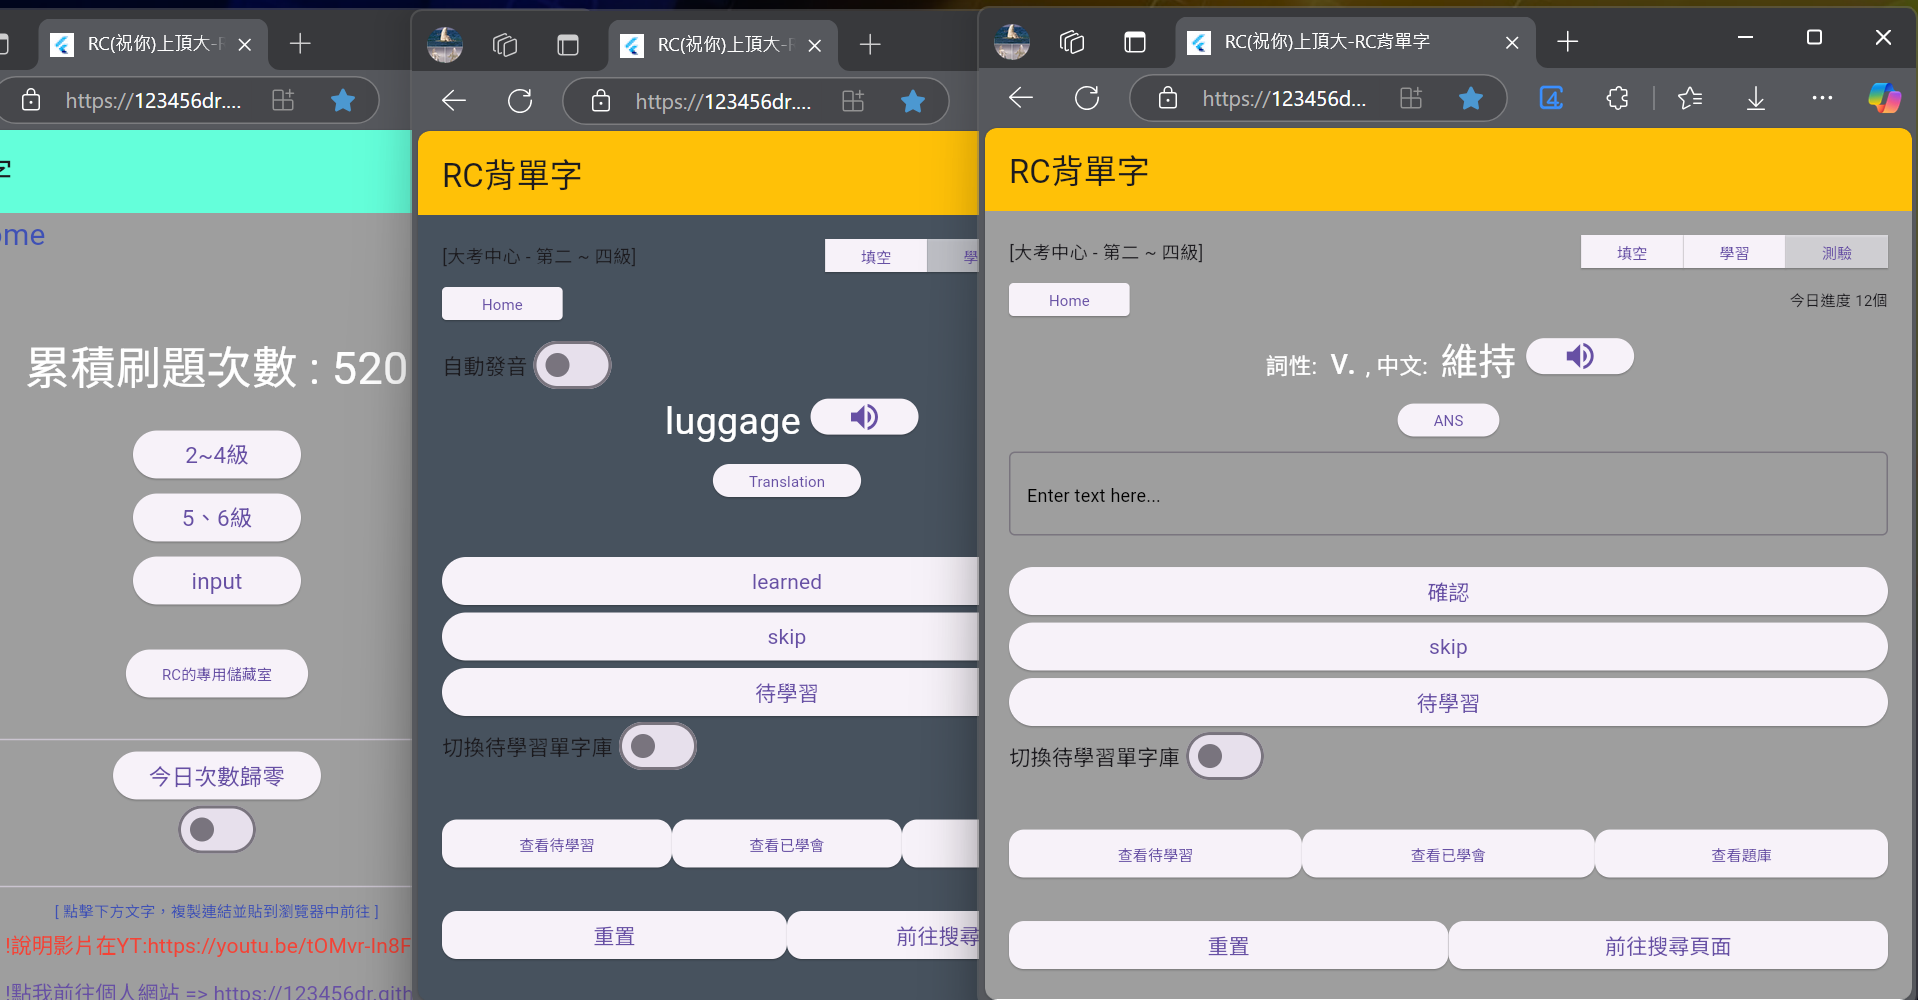 RC(祝你)上頂大-R
https://123456dr....
字
ome
累積刷題次數 : 520
2~4級
5、6級
input
RC的專用儲藏室
今日次數歸零
[ 點擊下方文字，複製連結並貼到瀏覽器中前往 ]
!說明影片在YT:https://youtu.be/tOMvr-In8F
!點我前往個人網站 => https://123456dr.gith
RC(祝你)上頂大-R
https://123456dr....
RC背單字
[大考中心 - 第二 ~ 四級]
填空
學
Home
自動發音
luggage
Translation
learned
skip
待學習
切換待學習單字庫
查看待學習
查看已學會
重置
前往搜尋
RC(祝你)上頂大-RC背單字
https://123456d...
RC背單字
[大考中心 - 第二 ~ 四級]
填空
學習
測驗
Home
今日進度 12個
詞性: V. , 中文: 維持
ANS
Enter text here...
確認
skip
待學習
切換待學習單字庫
查看待學習
查看已學會
查看題庫
重置
前往搜尋頁面